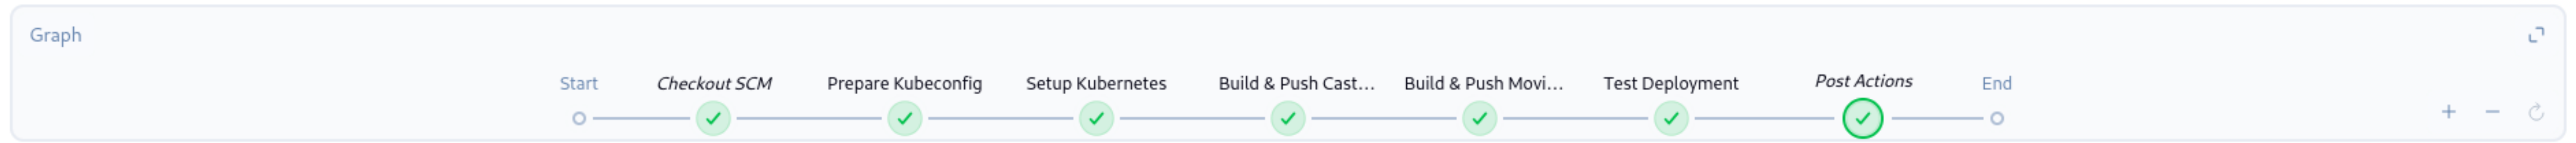 Graph
Start
Checkout SCM
Prepare Kubeconfig
Setup Kubernetes
Build & Push Cast...
Build & Push Movi...
Test Deployment
Post Actions
End